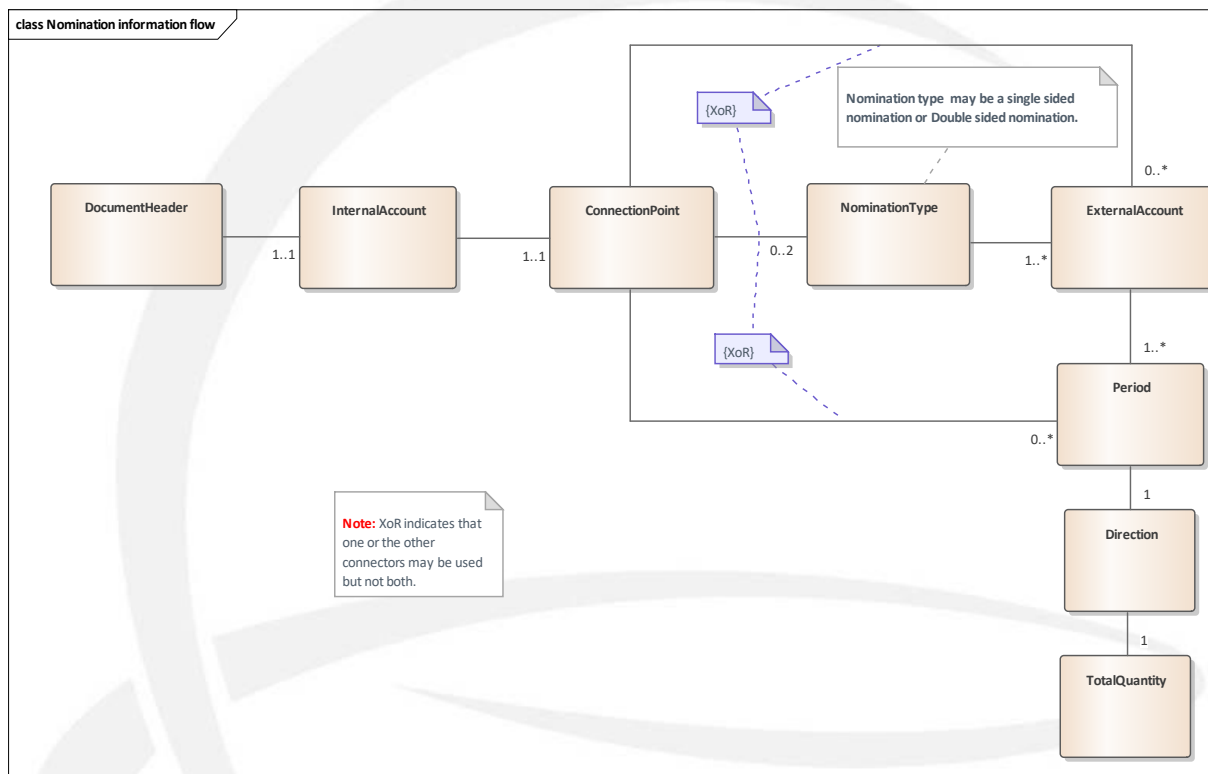 class Nomination information flow
{XoR}
Nomination type may be a single sided
nomination or Double sided nomination.
0..*
DocumentHeader
InternalAccount
ConnectionPoint
NominationType
ExternalAccount
1..1
1..1
0..2
1..*
{XoR}
1..*
Period
0..*
1
Note: XoR indicates that
one or the other
connectors may be used
but not both.
Direction
1
TotalQuantity